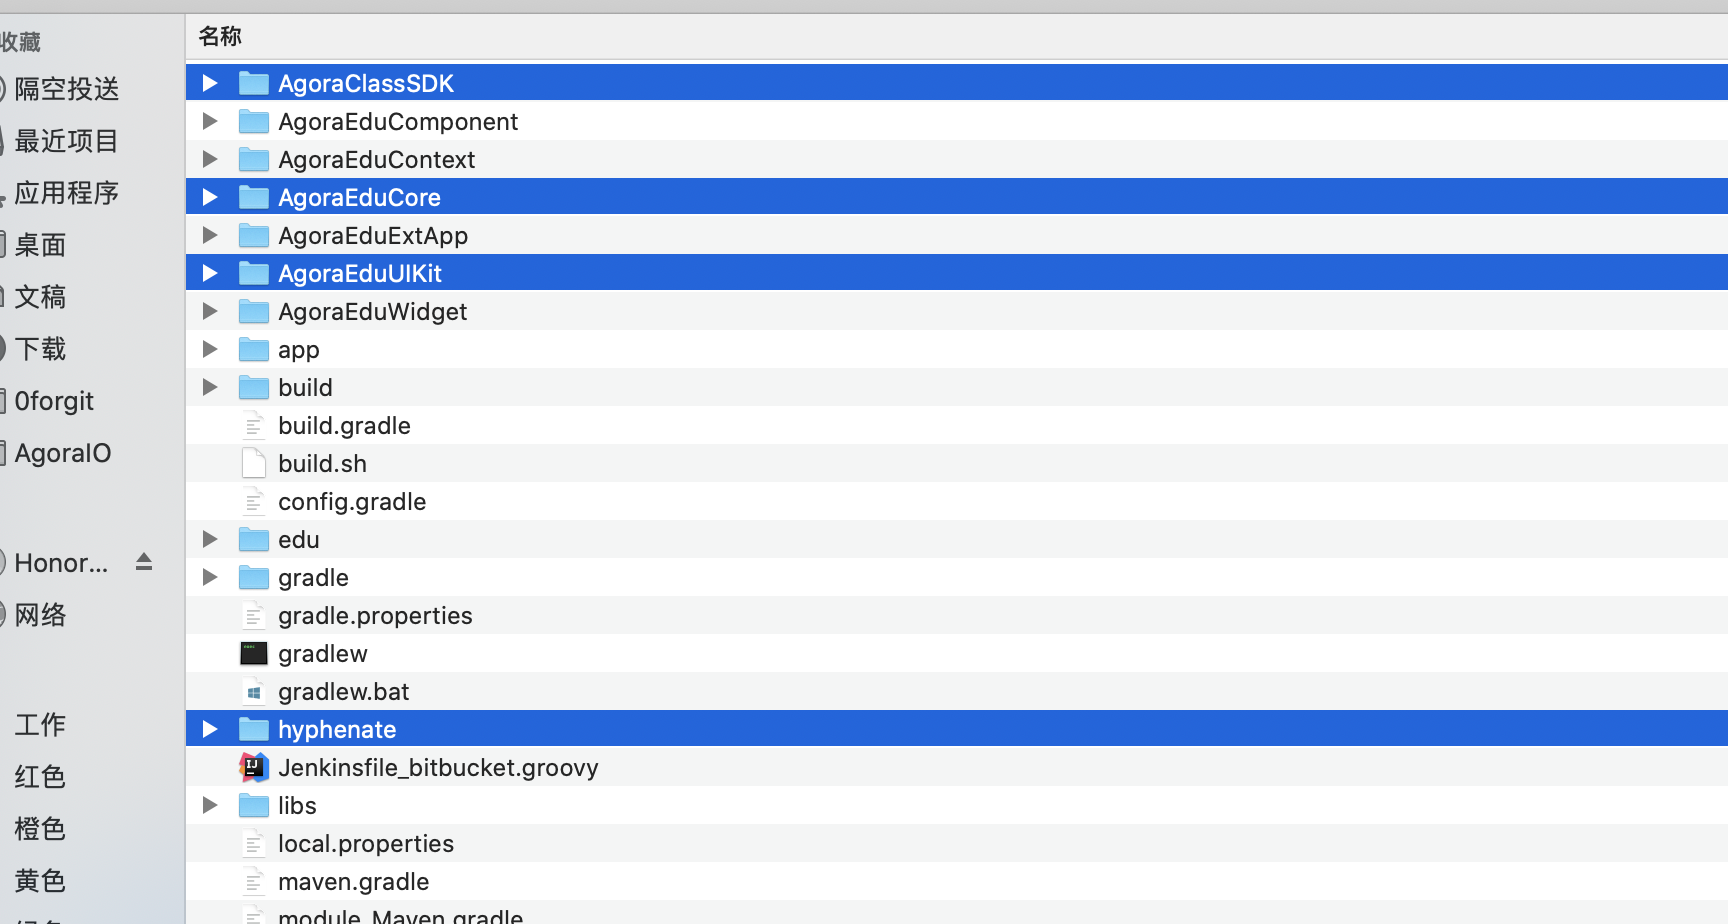 收藏
隔空投送
最近项目
应用程序
桌面
文稿
下载
0forgit
AgoraIO
Honor...
网络
工作
红色
橙色
黄色
名称
AgoraClassSDK
AgoraEduComponent
AgoraEduContext
AgoraEduCore
AgoraEduExtApp
AgoraEduUIKit
AgoraEduWidget
app
build
build.gradle
build.sh
config.gradle
edu
gradle
gradle.properties
gradlew
gradlew.bat
hyphenate
Jenkinsfile_bitbucket.groovy
libs
local.properties
maven.gradle
module_Maven.gradle